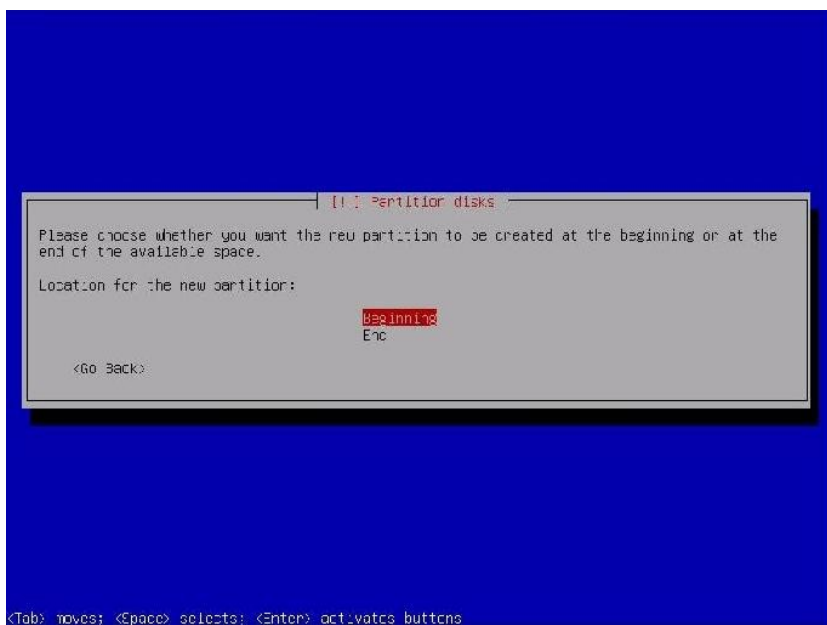 [!] Partition disks
Please choose whether you want the new partition to be created at the beginning or at the
end of the available space.
Location for the new partition:
Beginning
End
<Go Back>
<Tab> moves; <Space> selects; <Enter> activates buttons